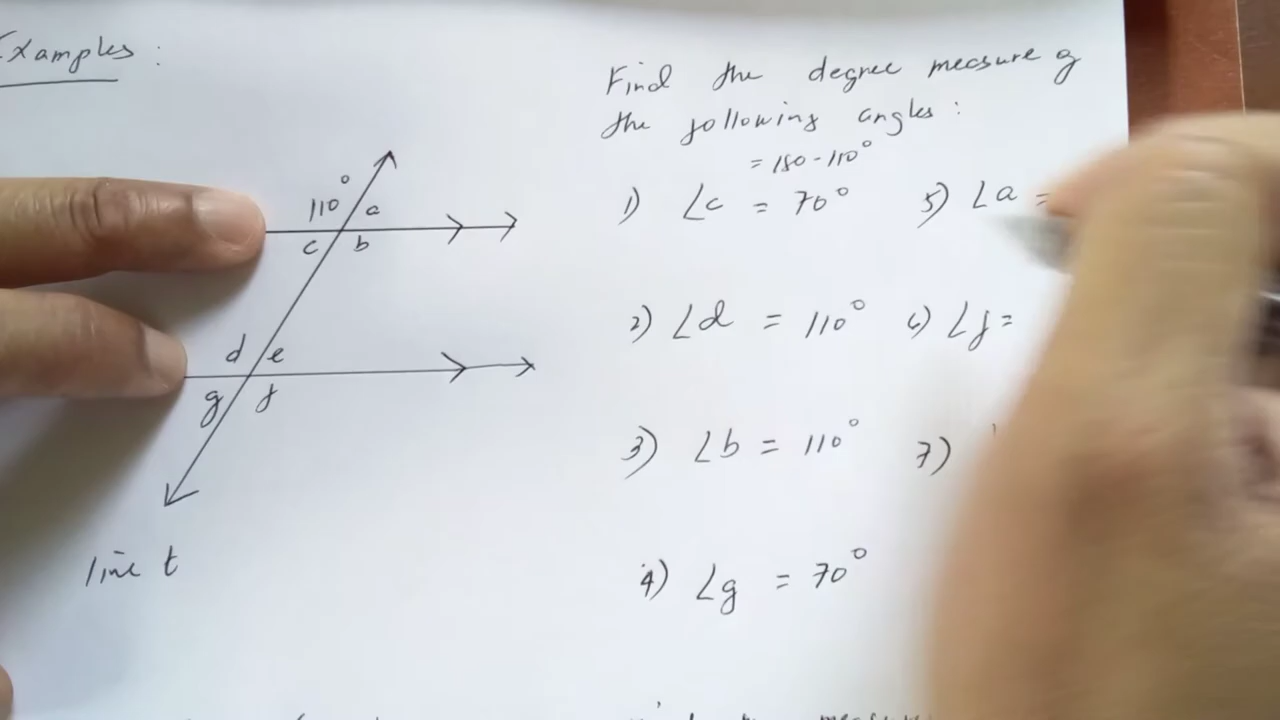 Examples :
Find the degree measure of
the following angles :
= 180 - 110°
1) ∠c = 70°
5) ∠a =
2) ∠d = 110°
6) ∠f =
3) ∠b = 110°
7)
4) ∠g = 70°
110° a
c b
d e
g f
line t